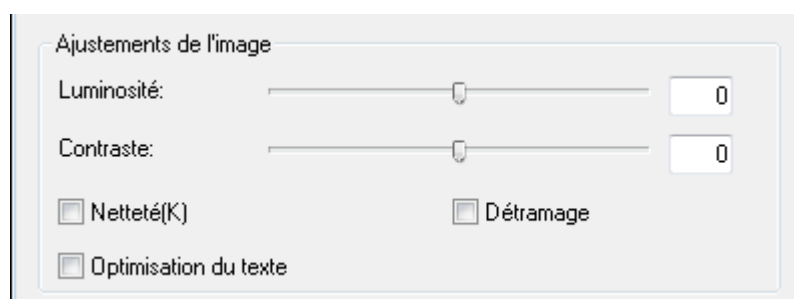 Ajustements de l'image
Luminosité: 0
Contraste: 0
Netteté(K) Détramage
Optimisation du texte